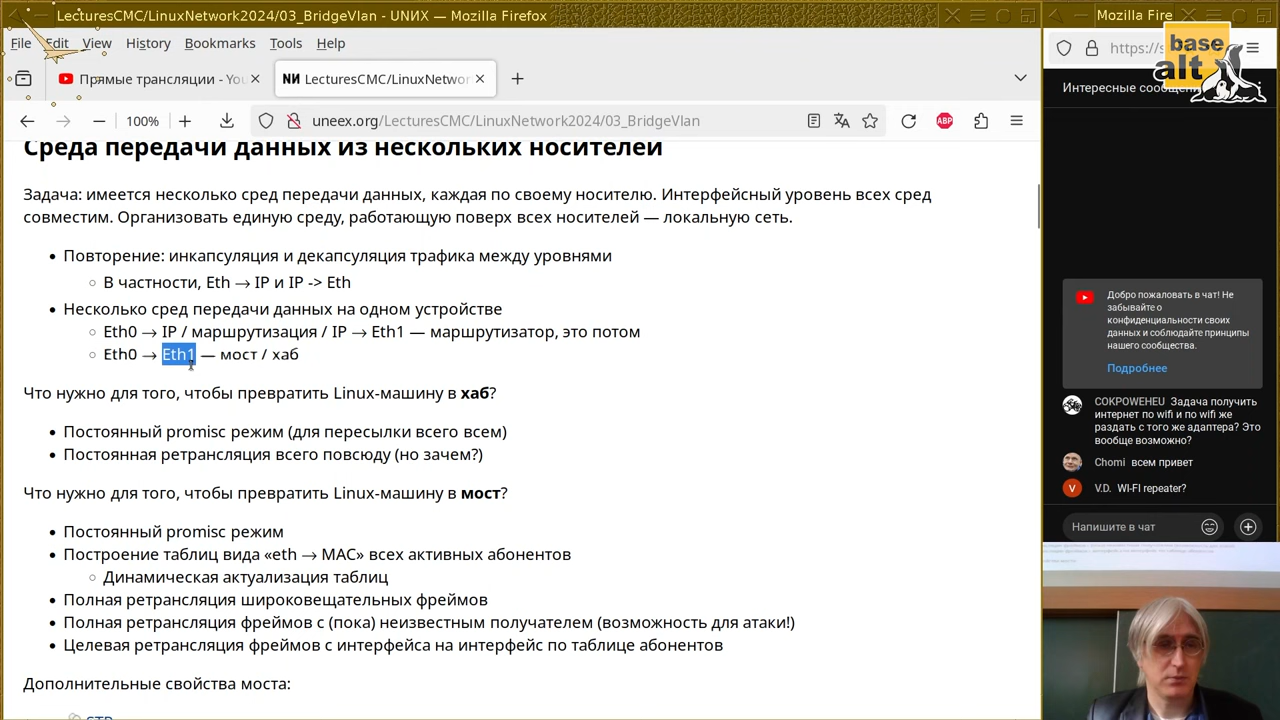 LecturesCMC/LinuxNetwork2024/03_BridgeVlan - UNИX — Mozilla Firefox
Mozilla Fire
File Edit View History Bookmarks Tools Help
Прямые трансляции - You
NИ LecturesCMC/LinuxNetwor
100%
uneex.org/LecturesCMC/LinuxNetwork2024/03_BridgeVlan
ABP
https://s
base
alt
Интересные сообщен
Среда передачи данных из нескольких носителей
Задача: имеется несколько сред передачи данных, каждая по своему носителю. Интерфейсный уровень всех сред
совместим. Организовать единую среду, работающую поверх всех носителей — локальную сеть.
Повторение: инкапсуляция и декапсуляция трафика между уровнями
В частности, Eth → IP и IP -> Eth
Несколько сред передачи данных на одном устройстве
Eth0 → IP / маршрутизация / IP → Eth1 — маршрутизатор, это потом
Eth0 → Eth1 — мост / хаб
Что нужно для того, чтобы превратить Linux-машину в хаб?
Постоянный promisc режим (для пересылки всего всем)
Постоянная ретрансляция всего повсюду (но зачем?)
Что нужно для того, чтобы превратить Linux-машину в мост?
Постоянный promisc режим
Построение таблиц вида «eth → MAC» всех активных абонентов
Динамическая актуализация таблиц
Полная ретрансляция широковещательных фреймов
Полная ретрансляция фреймов с (пока) неизвестным получателем (возможность для атаки!)
Целевая ретрансляция фреймов с интерфейса на интерфейс по таблице абонентов
Дополнительные свойства моста:
STP
Добро пожаловать в чат! Не
забывайте о
конфиденциальности своих
данных и соблюдайте принципы
нашего сообщества.
Подробнее
COKPOWEHEU Задача получить
интернет по wifi и по wifi же
раздать с того же адаптера? Это
вообще возможно?
Chomi всем привет
V
V.D. WI-FI repeater?
Напишите в чат